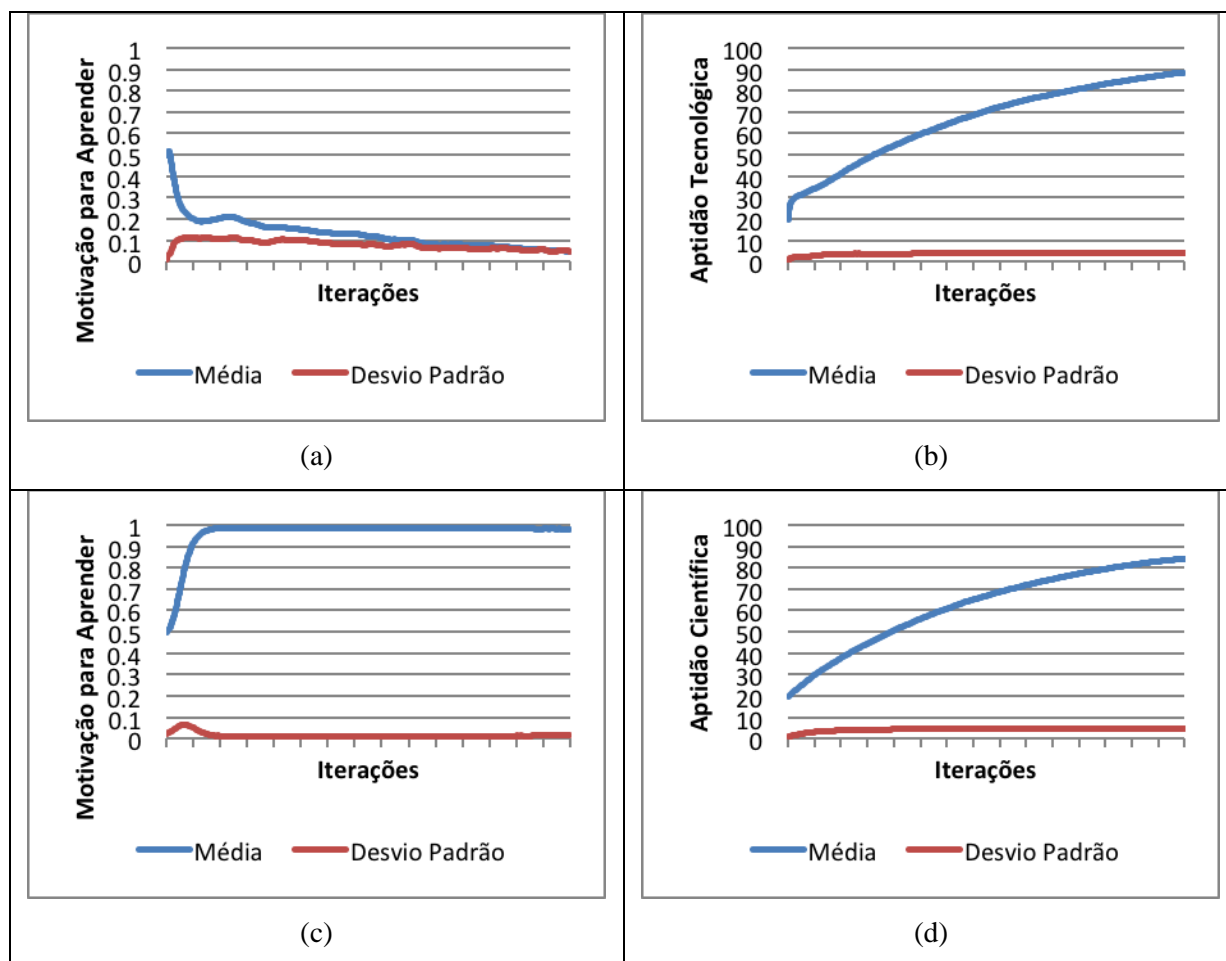 Motivação para Aprender
1
0.9
0.8
0.7
0.6
0.5
0.4
0.3
0.2
0.1
0
Iterações
Média Desvio Padrão
(a)
Aptidão Tecnológica
100
90
80
70
60
50
40
30
20
10
0
Iterações
Média Desvio Padrão
(b)
Motivação para Aprender
1
0.9
0.8
0.7
0.6
0.5
0.4
0.3
0.2
0.1
0
Iterações
Média Desvio Padrão
(c)
Aptidão Científica
100
90
80
70
60
50
40
30
20
10
0
Iterações
Média Desvio Padrão
(d)